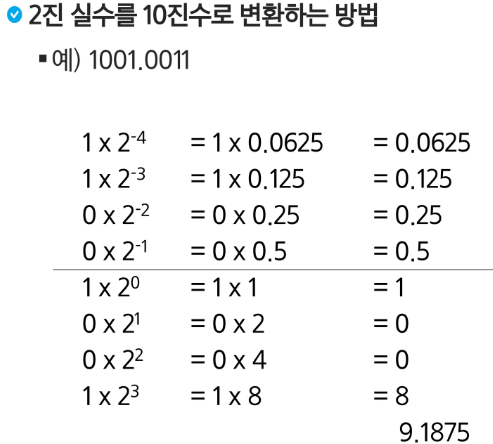 2진 실수를 10진수로 변환하는 방법
▪ 예) 1001.0011
1 x 2⁻⁴ = 1 x 0.0625 = 0.0625
1 x 2⁻³ = 1 x 0.125 = 0.125
0 x 2⁻² = 0 x 0.25 = 0.25
0 x 2⁻¹ = 0 x 0.5 = 0.5
1 x 2⁰ = 1 x 1 = 1
0 x 2¹ = 0 x 2 = 0
0 x 2² = 0 x 4 = 0
1 x 2³ = 1 x 8 = 8
9.1875